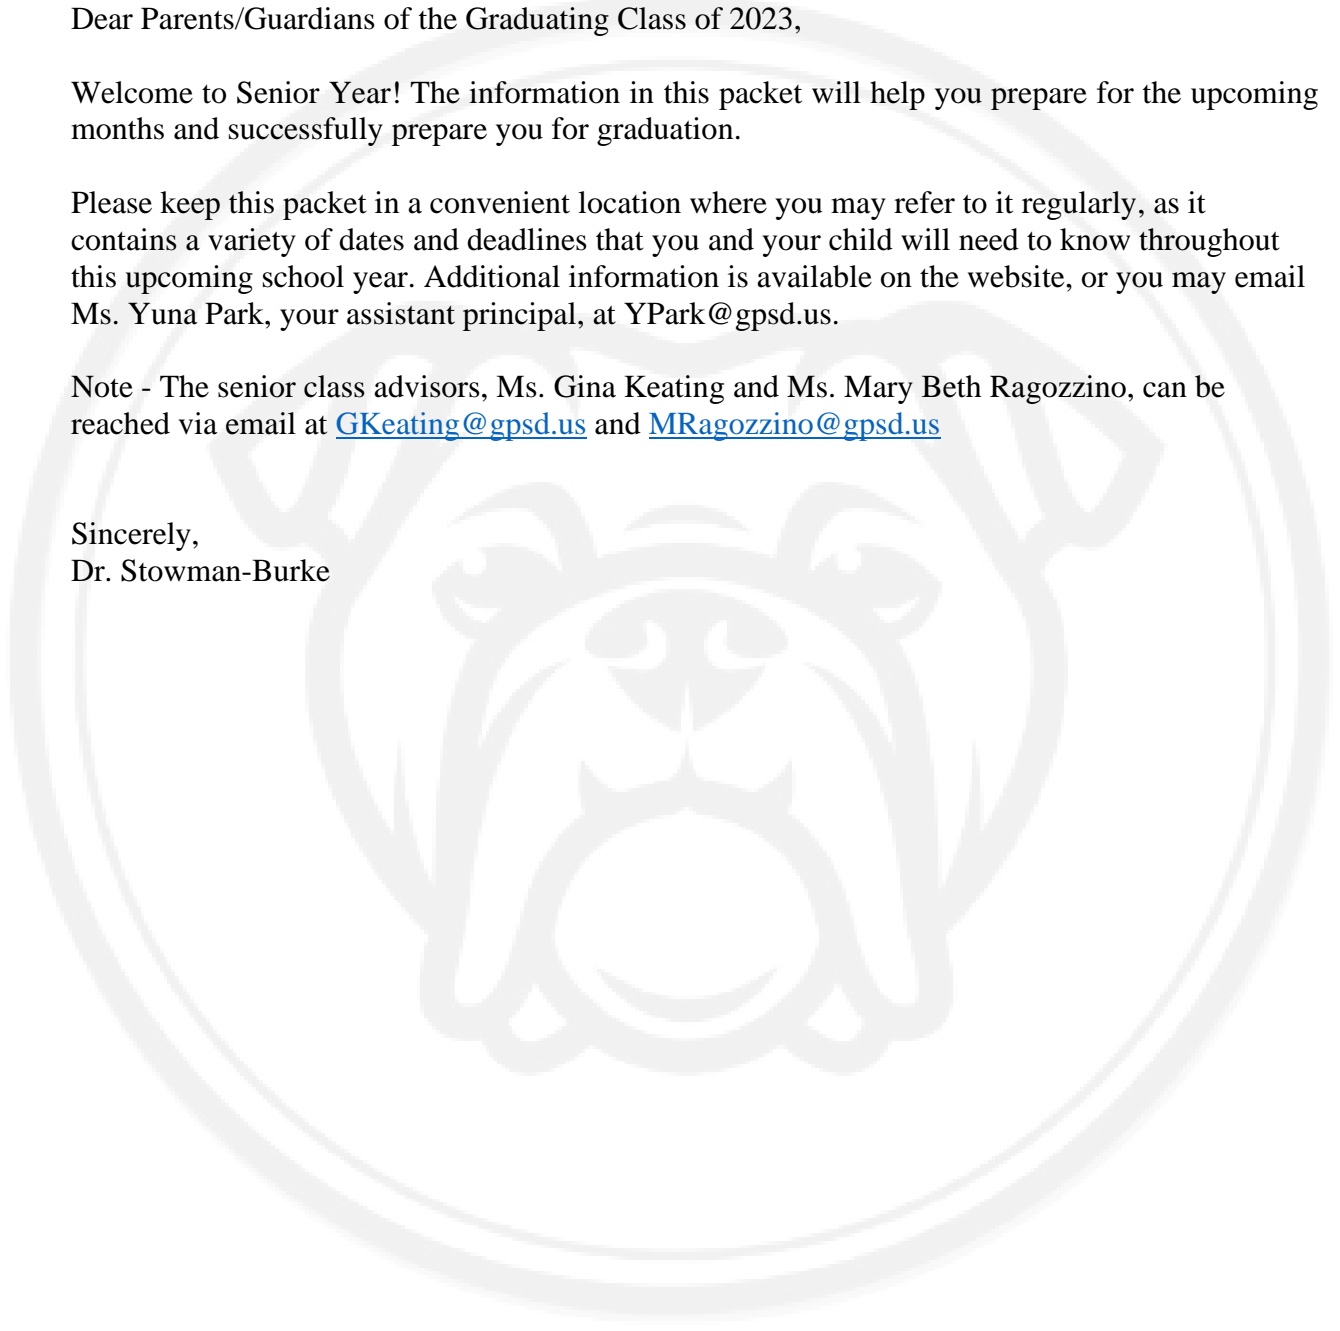 Dear Parents/Guardians of the Graduating Class of 2023,
Welcome to Senior Year! The information in this packet will help you prepare for the upcoming
months and successfully prepare you for graduation.
Please keep this packet in a convenient location where you may refer to it regularly, as it
contains a variety of dates and deadlines that you and your child will need to know throughout
this upcoming school year. Additional information is available on the website, or you may email
Ms. Yuna Park, your assistant principal, at YPark@gpsd.us.
Note - The senior class advisors, Ms. Gina Keating and Ms. Mary Beth Ragozzino, can be
reached via email at GKeating@gpsd.us and MRagozzino@gpsd.us
Sincerely,
Dr. Stowman-Burke